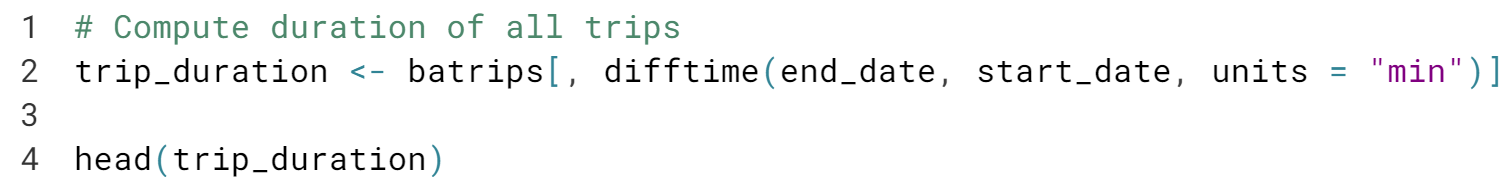 1 # Compute duration of all trips
2 trip_duration <- batrips[, difftime(end_date, start_date, units = "min")]
3
4 head(trip_duration)